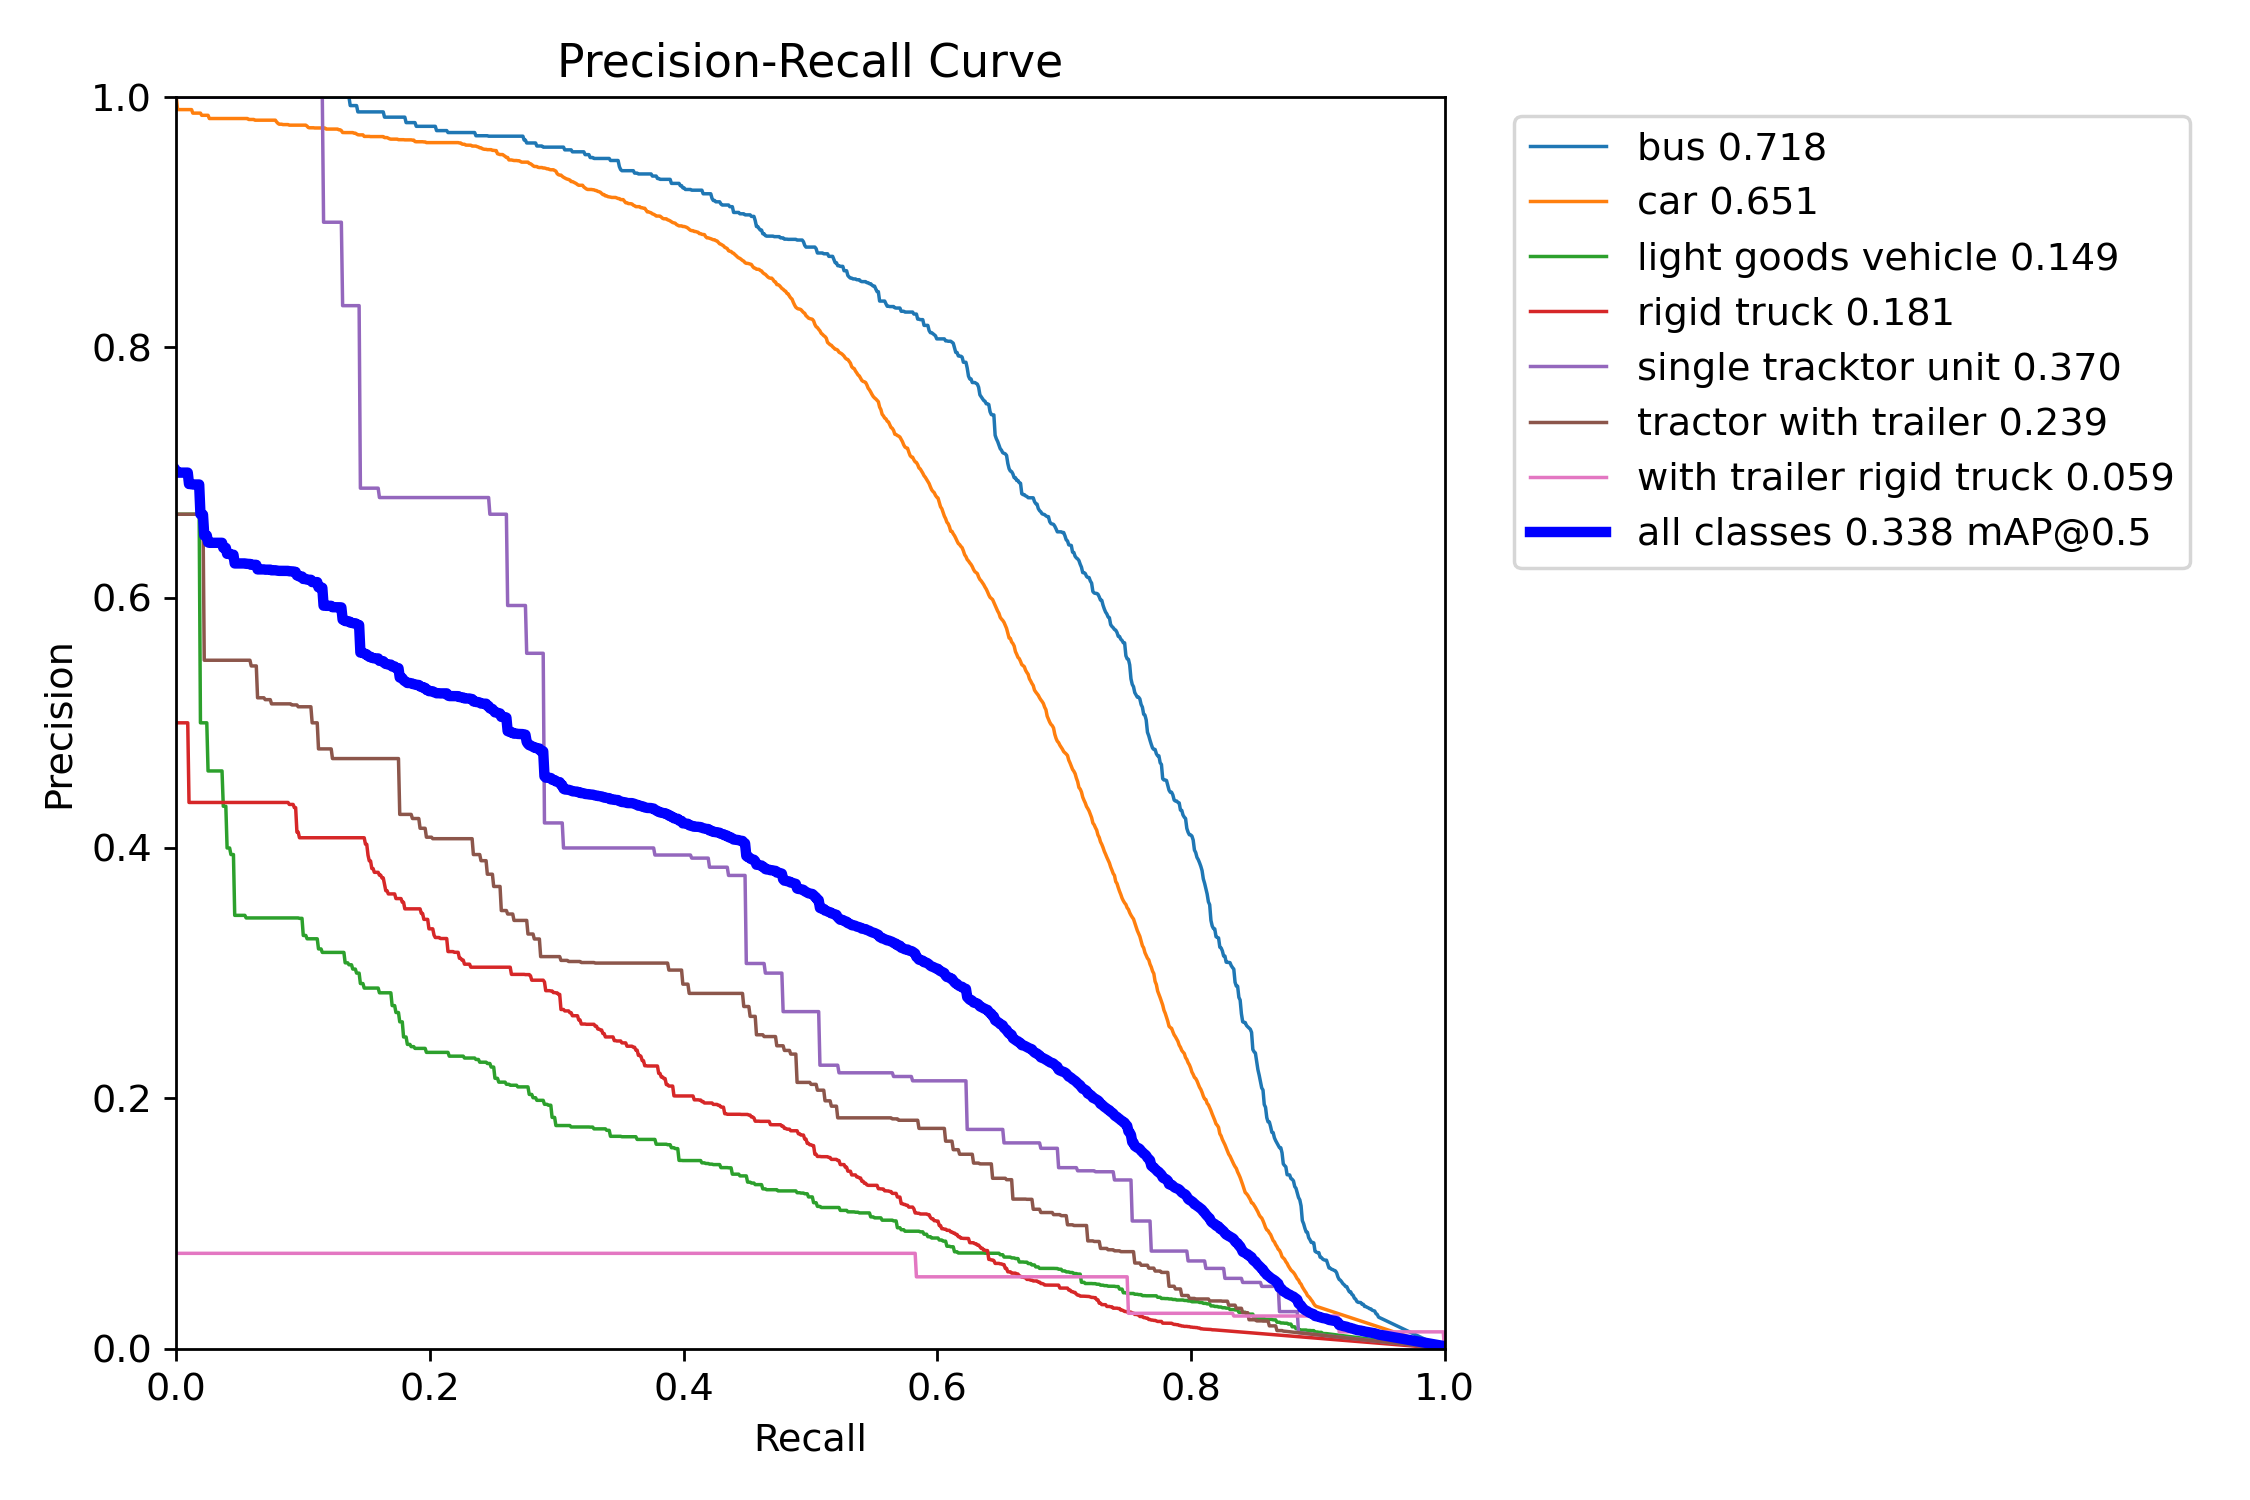 Precision-Recall Curve
1.0
0.8
0.6
0.4
0.2
0.0
Precision
0.0 0.2 0.4 0.6 0.8 1.0
Recall
bus 0.718
car 0.651
light goods vehicle 0.149
rigid truck 0.181
single tracktor unit 0.370
tractor with trailer 0.239
with trailer rigid truck 0.059
all classes 0.338 mAP@0.5